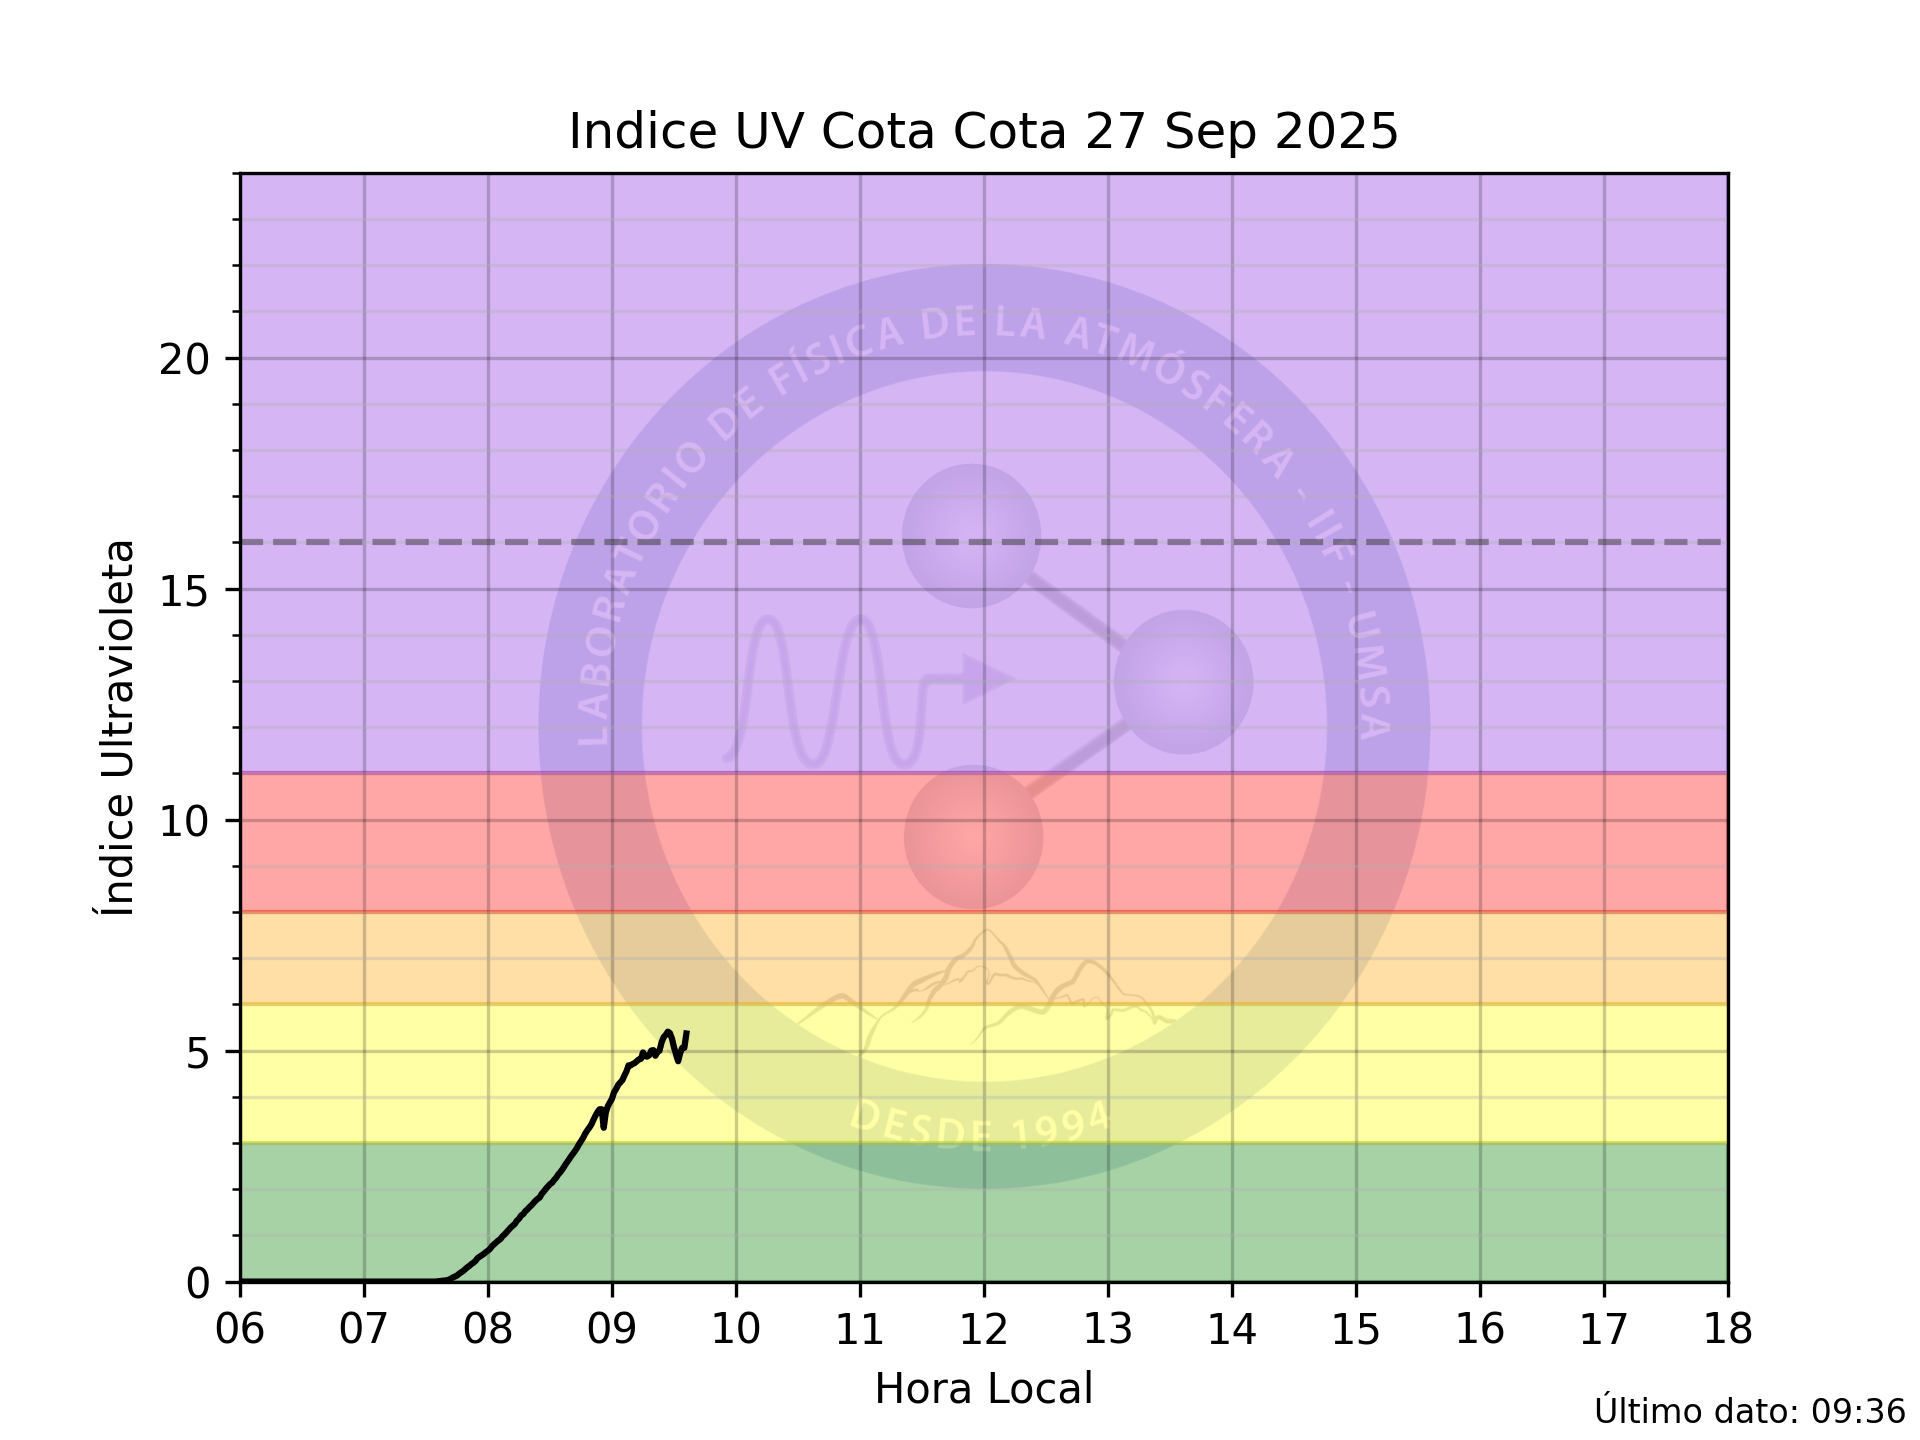 Indice UV Cota Cota 27 Sep 2025
LABORATORIO DE FÍSICA DE LA ATMÓSFERA - IIF - UMSA
DESDE 1994
Índice Ultravioleta
20
15
10
5
0
06 07 08 09 10 11 12 13 14 15 16 17 18
Hora Local
Último dato: 09:36